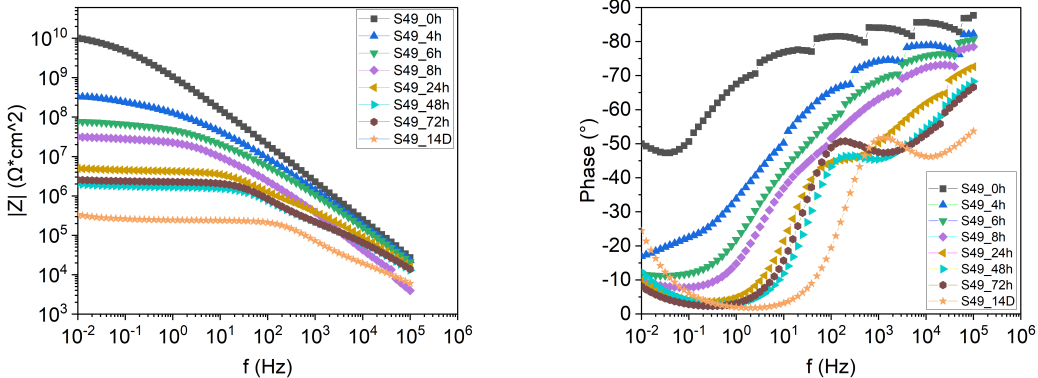 |Z| (Ω*cm^2)
10^10
10^9
10^8
10^7
10^6
10^5
10^4
10^3
10^-2 10^-1 10^0 10^1 10^2 10^3 10^4 10^5 10^6
f (Hz)
S49_0h
S49_4h
S49_6h
S49_8h
S49_24h
S49_48h
S49_72h
S49_14D
Phase (°)
-90
-80
-70
-60
-50
-40
-30
-20
-10
0
10^-2 10^-1 10^0 10^1 10^2 10^3 10^4 10^5 10^6
f (Hz)
S49_0h
S49_4h
S49_6h
S49_8h
S49_24h
S49_48h
S49_72h
S49_14D